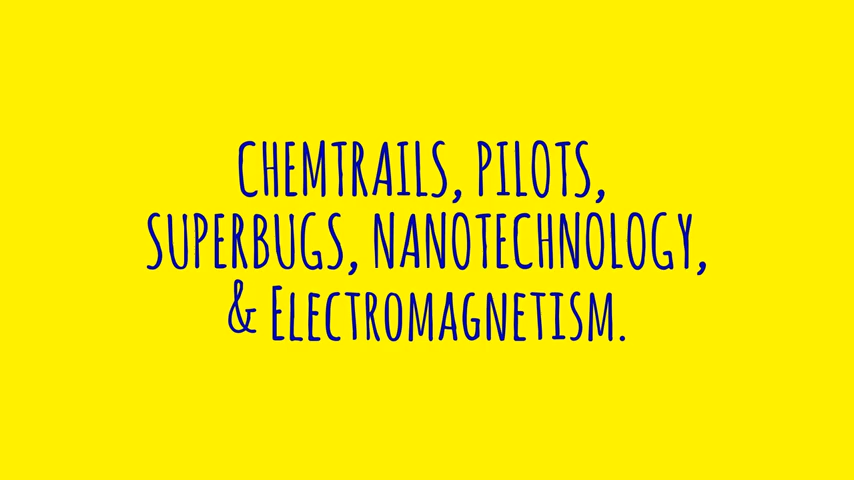 CHEMTRAILS, PILOTS,
SUPERBUGS, NANOTECHNOLOGY,
& ELECTROMAGNETISM.